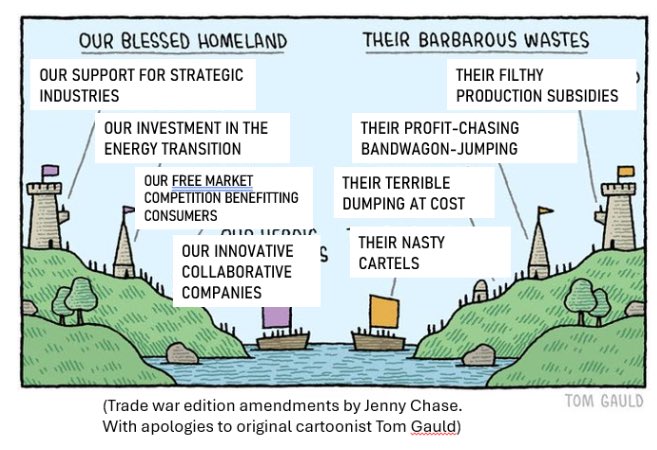 OUR BLESSED HOMELAND
THEIR BARBAROUS WASTES
OUR SUPPORT FOR STRATEGIC
INDUSTRIES
THEIR FILTHY
PRODUCTION SUBSIDIES
OUR INVESTMENT IN THE
ENERGY TRANSITION
THEIR PROFIT-CHASING
BANDWAGON-JUMPING
OUR FREE MARKET
COMPETITION BENEFITTING
CONSUMERS
THEIR TERRIBLE
DUMPING AT COST
OUR INNOVATIVE
COLLABORATIVE
COMPANIES
THEIR NASTY
CARTELS
TOM GAULD
(Trade war edition amendments by Jenny Chase.
With apologies to original cartoonist Tom Gauld)